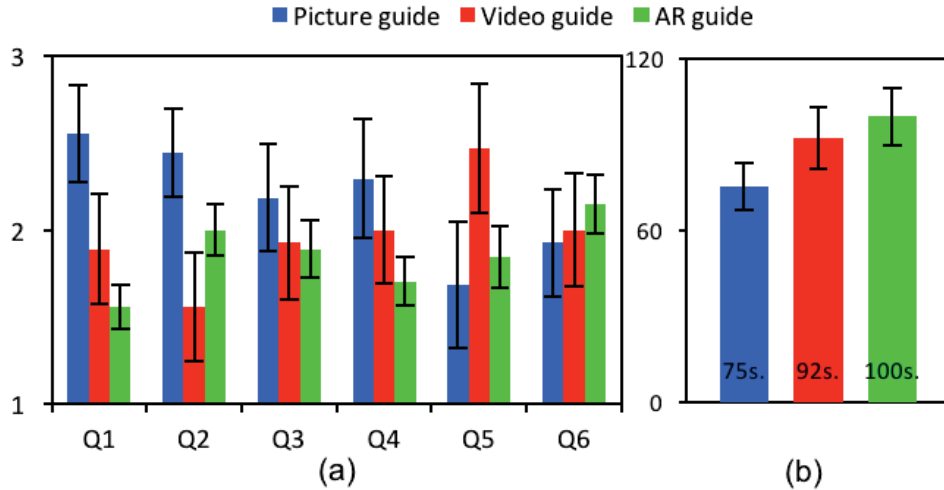 Picture guide Video guide AR guide
3
2
1
Q1 Q2 Q3 Q4 Q5 Q6
(a)
120
60
0
75s. 92s. 100s.
(b)